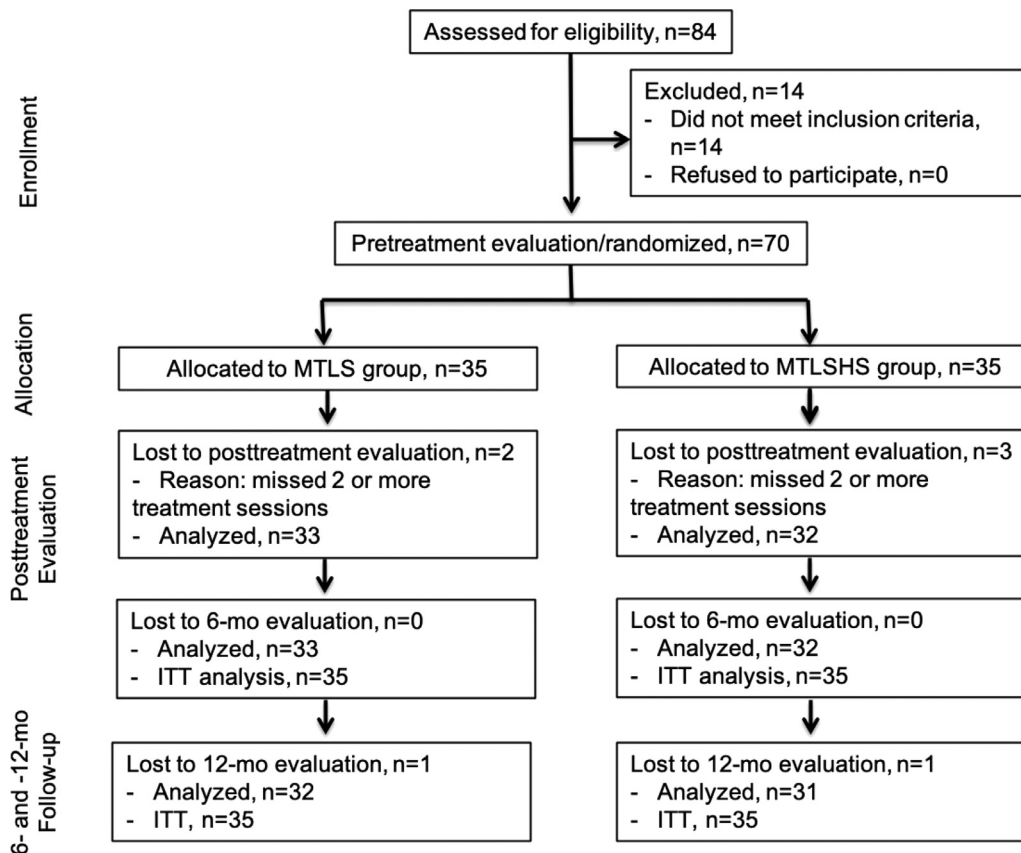 Assessed for eligibility, n=84
Enrollment
Excluded, n=14
- Did not meet inclusion criteria,
n=14
- Refused to participate, n=0
Pretreatment evaluation/randomized, n=70
Allocation
Allocated to MTLS group, n=35
Allocated to MTLSHS group, n=35
Posttreatment
Evaluation
Lost to posttreatment evaluation, n=2
- Reason: missed 2 or more
treatment sessions
- Analyzed, n=33
Lost to posttreatment evaluation, n=3
- Reason: missed 2 or more
treatment sessions
- Analyzed, n=32
Lost to 6-mo evaluation, n=0
- Analyzed, n=33
- ITT analysis, n=35
Lost to 6-mo evaluation, n=0
- Analyzed, n=32
- ITT analysis, n=35
6- and -12-mo
Follow-up
Lost to 12-mo evaluation, n=1
- Analyzed, n=32
- ITT, n=35
Lost to 12-mo evaluation, n=1
- Analyzed, n=31
- ITT, n=35